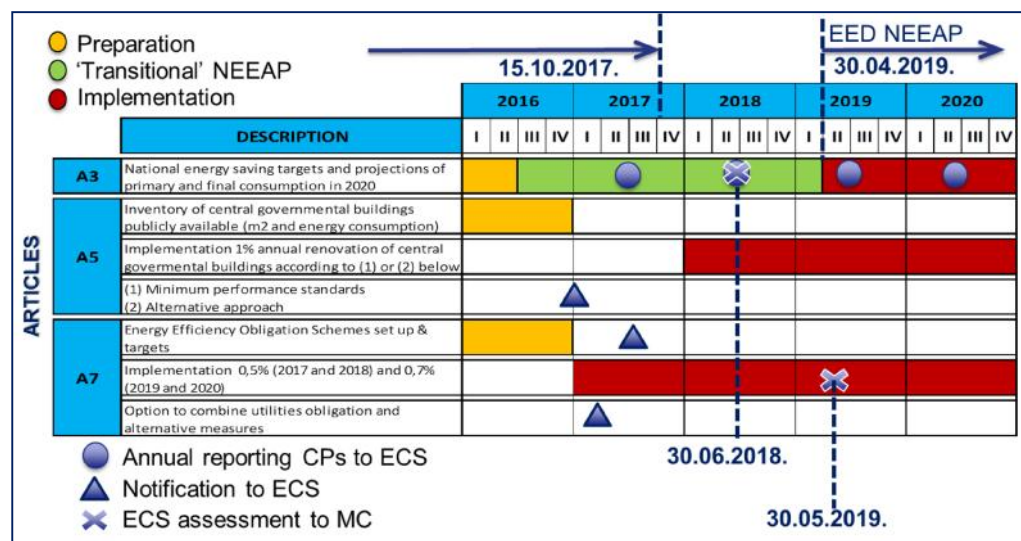 Preparation
'Transitional' NEEAP
Implementation
15.10.2017.
EED NEEAP
30.04.2019.
2016 2017 2018 2019 2020
DESCRIPTION I II III IV I II III IV I II III IV I II III IV I II III IV
ARTICLES
A3
National energy saving targets and projections of
primary and final consumption in 2020
A5
Inventory of central governmental buildings
publicly available (m2 and energy consumption)
Implementation 1% annual renovation of central
govermental buildings according to (1) or (2) below
(1) Minimum performance standards
(2) Alternative approach
A7
Energy Efficiency Obligation Schemes set up &
targets
Implementation 0,5% (2017 and 2018) and 0,7%
(2019 and 2020)
Option to combine utilities obligation and
alternative measures
Annual reporting CPs to ECS
Notification to ECS
ECS assessment to MC
30.06.2018.
30.05.2019.